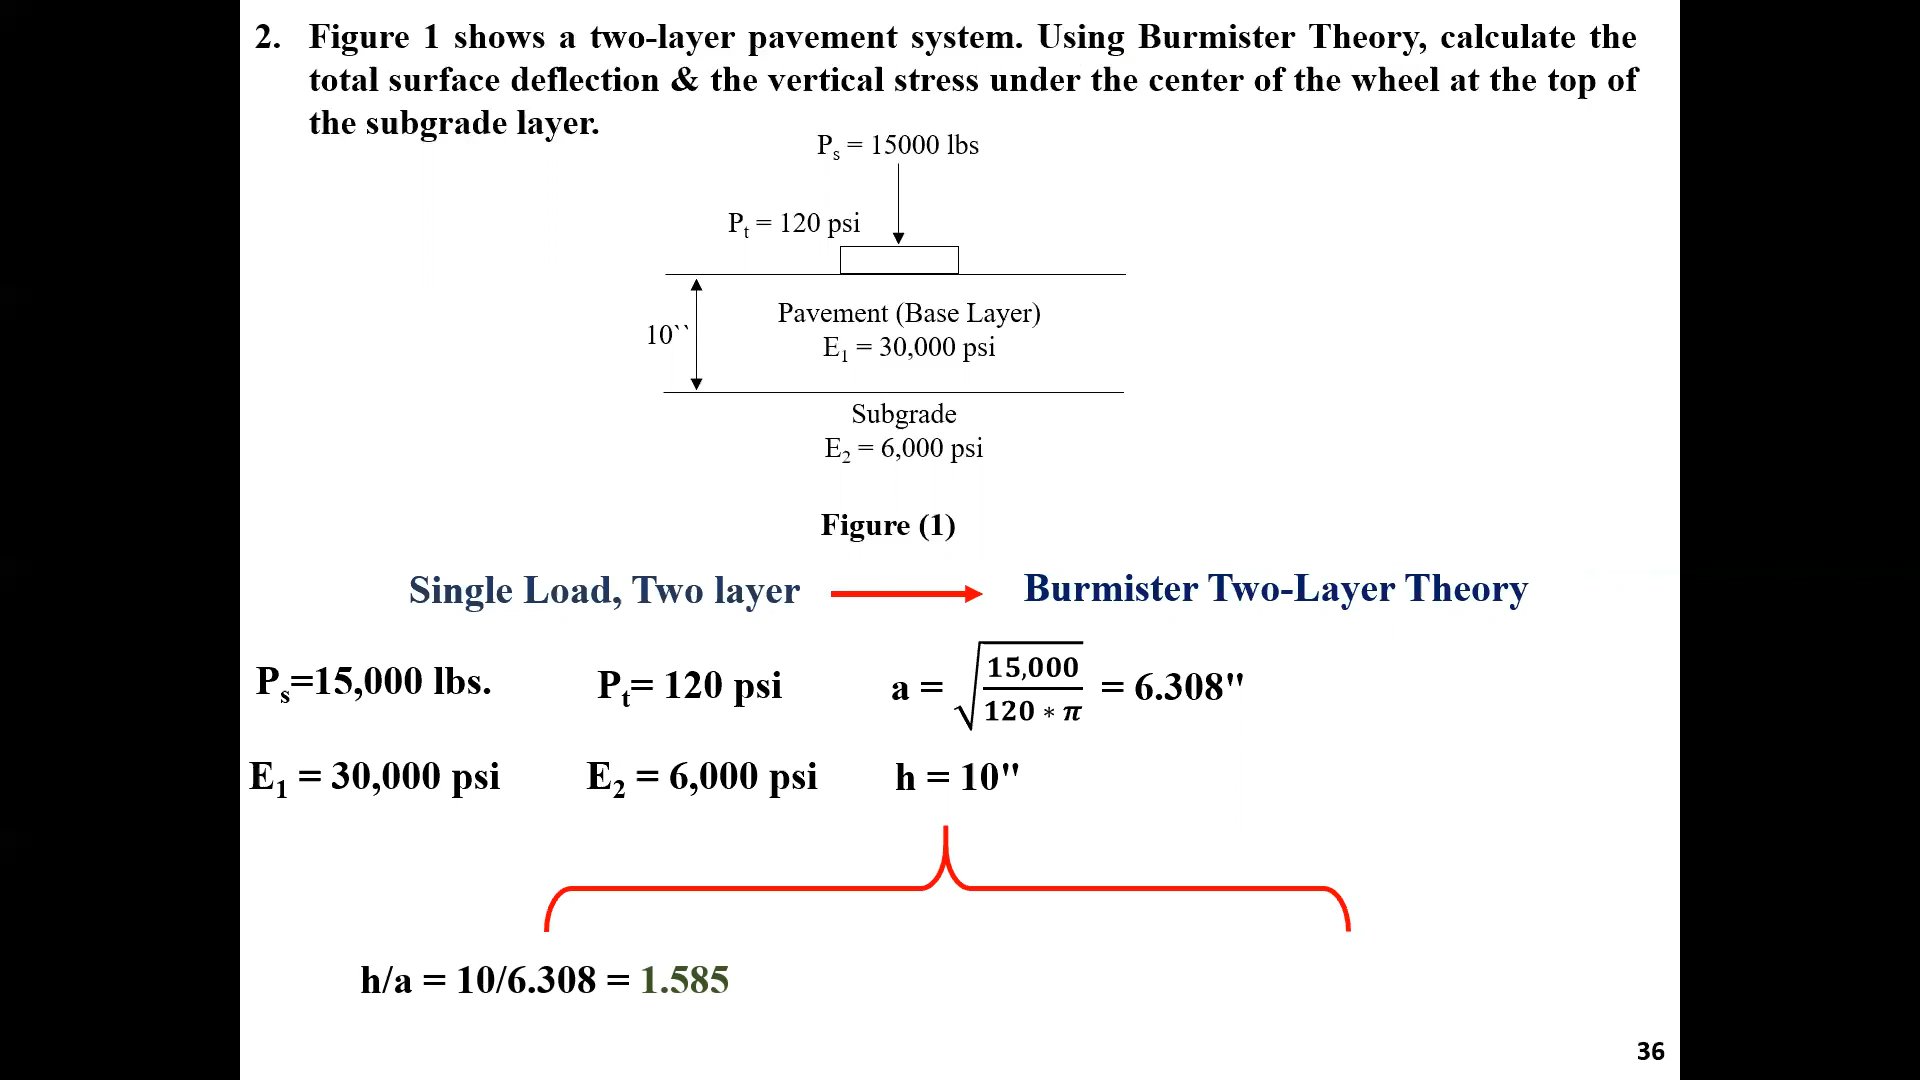 2. Figure 1 shows a two-layer pavement system. Using Burmister Theory, calculate the
total surface deflection & the vertical stress under the center of the wheel at the top of
the subgrade layer.
Pₛ = 15000 lbs
Pₜ = 120 psi
10``
Pavement (Base Layer)
E₁ = 30,000 psi
Subgrade
E₂ = 6,000 psi
Figure (1)
Single Load, Two layer
Burmister Two-Layer Theory
Pₛ=15,000 lbs.
Pₜ= 120 psi
a = √(15,000 / 120 * π) = 6.308"
E₁ = 30,000 psi
E₂ = 6,000 psi
h = 10"
h/a = 10/6.308 = 1.585
36